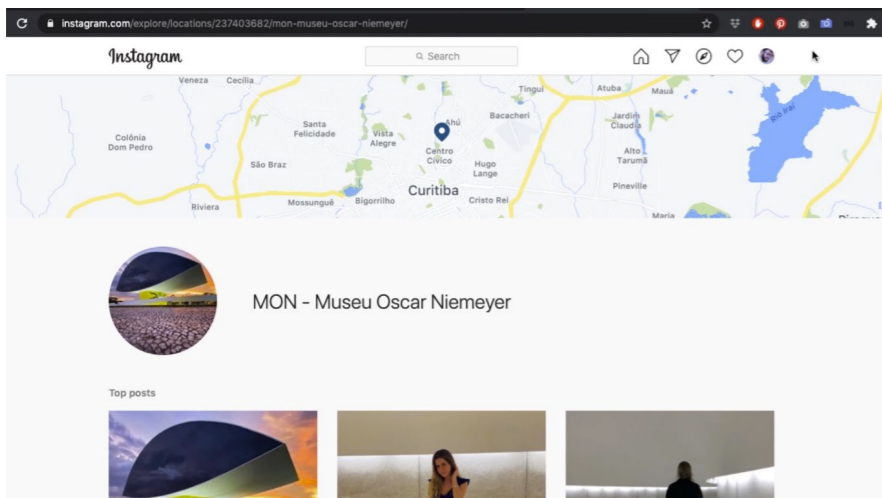 instagram.com/explore/locations/237403682/mon-museu-oscar-niemeyer/
Instagram
Search
Veneza
Cecília
Tingui
Atuba
Mauá
Bacacheri
Santa Felicidade
Vista Alegre
Ahú
Jardim Claudia
Rio Iraí
Colônia Dom Pedro
Centro Cívico
Hugo Lange
Alto Tarumã
São Braz
Curitiba
Pineville
Riviera
Mossunguê
Bigorrilho
Cristo Rei
Maria
MON - Museu Oscar Niemeyer
Top posts